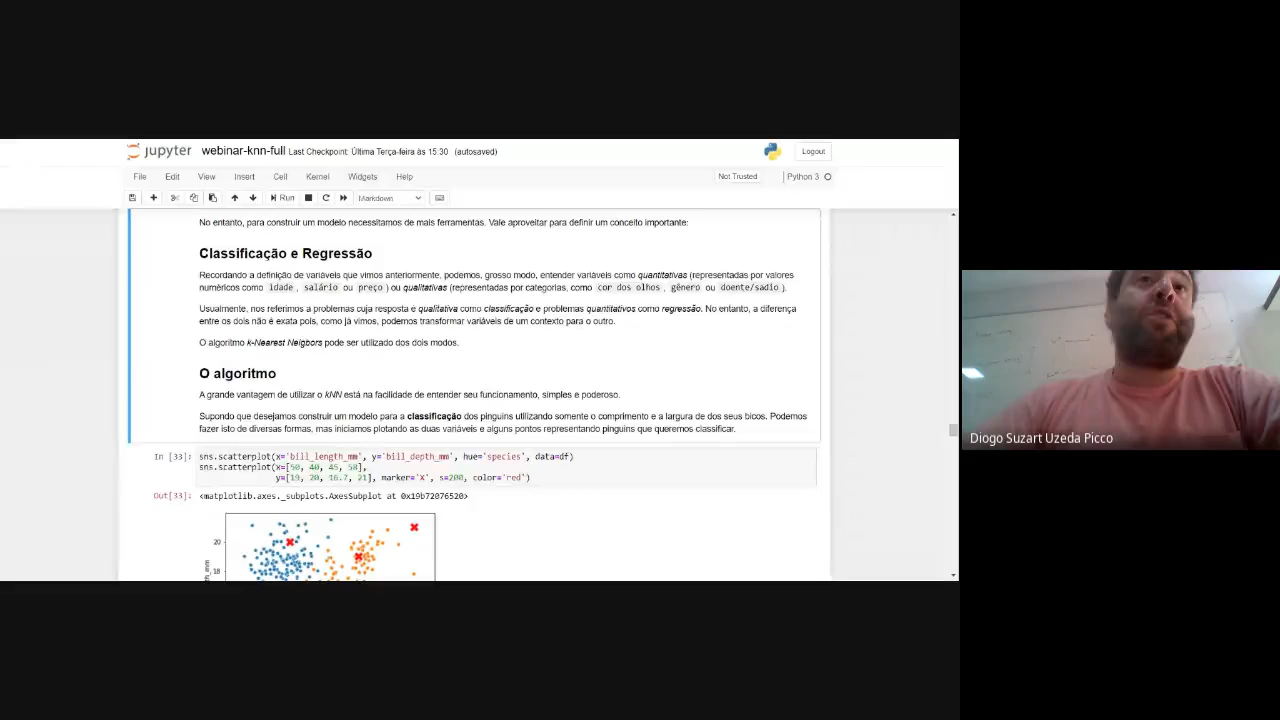 jupyter webinar-knn-full Last Checkpoint: Última Terça-feira às 15:30 (autosaved) Logout
File Edit View Insert Cell Kernel Widgets Help Not Trusted Python 3
Run Markdown
No entanto, para construir um modelo necessitamos de mais ferramentas. Vale aproveitar para definir um conceito importante:
Classificação e Regressão
Recordando a definição de variáveis que vimos anteriormente, podemos, grosso modo, entender variáveis como quantitativas (representadas por valores
numéricos como idade, salário ou preço) ou qualitativas (representadas por categorias, como cor dos olhos, gênero ou doente/sadio).
Usualmente, nos referimos a problemas cuja resposta é qualitativa como classificação e problemas quantitativos como regressão. No entanto, a diferença
entre os dois não é exata pois, como já vimos, podemos transformar variáveis de um contexto para o outro.
O algoritmo k-Nearest Neigbors pode ser utilizado dos dois modos.
O algoritmo
A grande vantagem de utilizar o kNN está na facilidade de entender seu funcionamento, simples e poderoso.
Supondo que desejamos construir um modelo para a classificação dos pinguins utilizando somente o comprimento e a largura de dos seus bicos. Podemos
fazer isto de diversas formas, mas iniciamos plotando as duas variáveis e alguns pontos representando pinguins que queremos classificar.
In [33]: sns.scatterplot(x='bill_length_mm', y='bill_depth_mm', hue='species', data=df)
sns.scatterplot(x=[50, 40, 45, 58],
y=[19, 20, 16.7, 21], marker='X', s=200, color='red')
Out[33]: <matplotlib.axes._subplots.AxesSubplot at 0x19b72076520>
20
18
Diogo Suzart Uzeda Picco